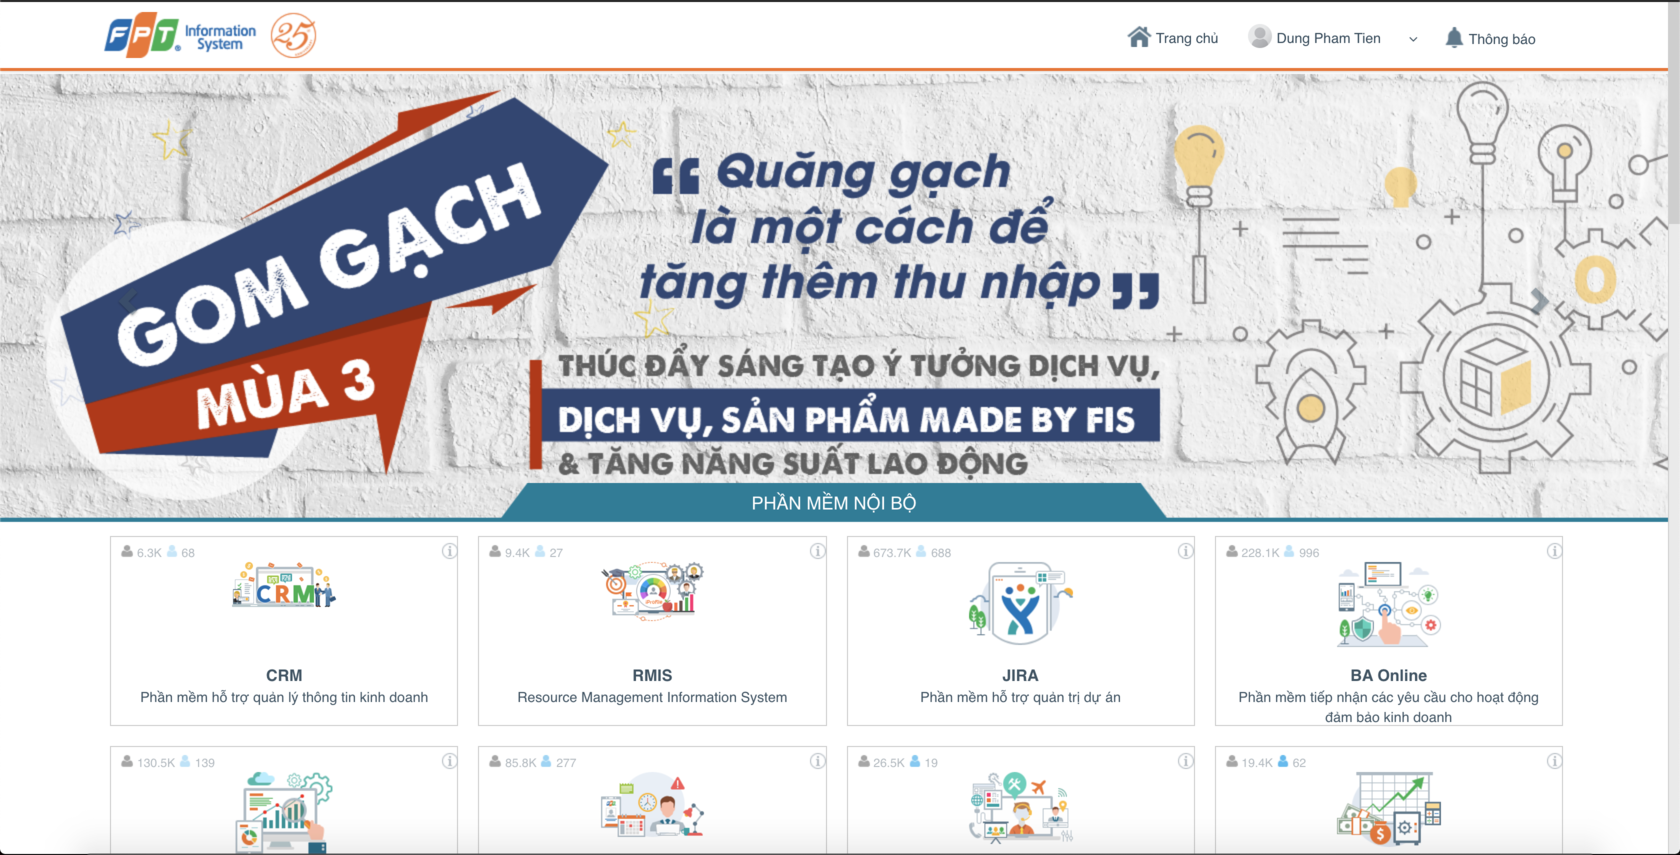 FPT Information System 25
Trang chủ
Dung Pham Tien
Thông báo
GOM GẠCH
MÙA 3
“ Quăng gạch
là một cách để
tăng thêm thu nhập ”
THÚC ĐẨY SÁNG TẠO Ý TƯỞNG DỊCH VỤ,
DỊCH VỤ, SẢN PHẨM MADE BY FIS
& TĂNG NĂNG SUẤT LAO ĐỘNG
PHẦN MỀM NỘI BỘ
6.3K 68
CRM
CRM
Phần mềm hỗ trợ quản lý thông tin kinh doanh
9.4K 27
RMIS
Resource Management Information System
673.7K 688
JIRA
Phần mềm hỗ trợ quản trị dự án
228.1K 996
BA Online
Phần mềm tiếp nhận các yêu cầu cho hoạt động
đảm bảo kinh doanh
130.5K 139
85.8K 277
26.5K 19
19.4K 62